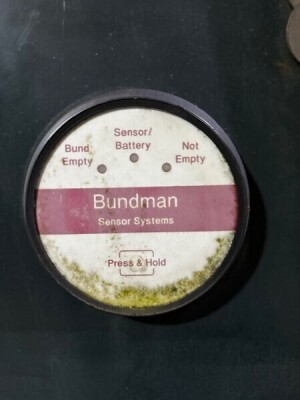 Sensor/
Battery
Bund
Empty
Not
Empty
Bundman
Sensor Systems
Press & Hold